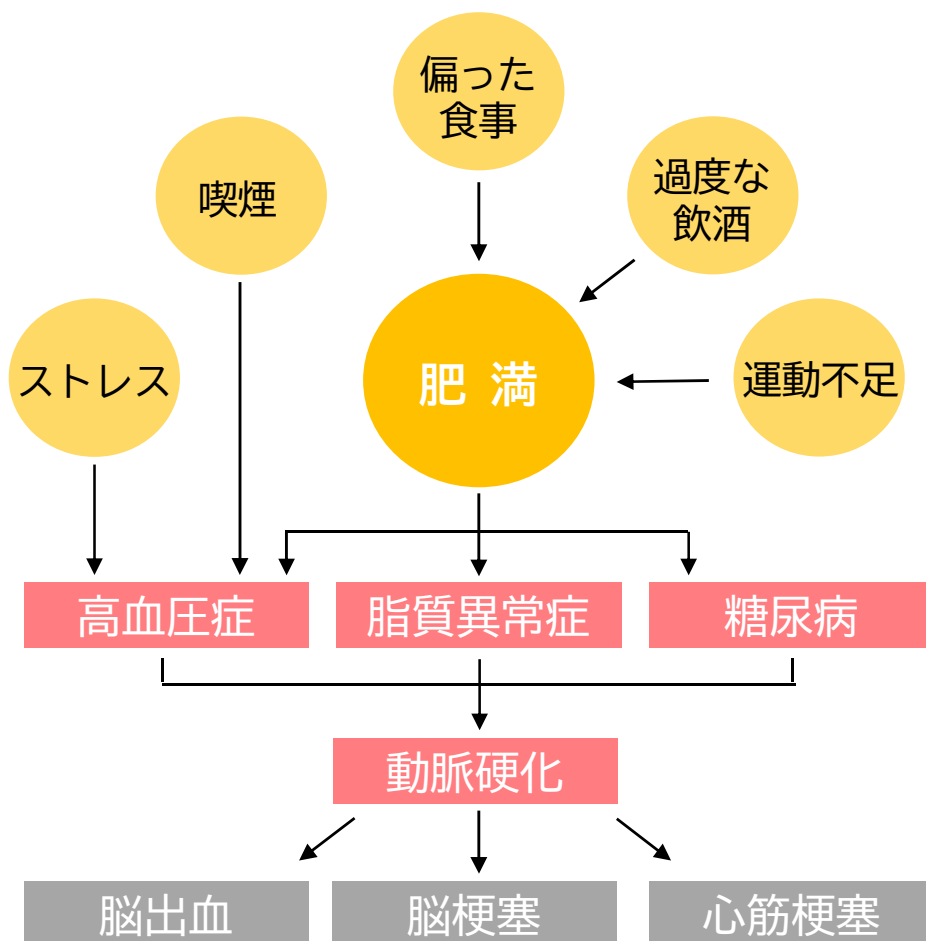 偏った
食事
喫煙
過度な
飲酒
ストレス
肥 満
運動不足
高血圧症
脂質異常症
糖尿病
動脈硬化
脳出血
脳梗塞
心筋梗塞